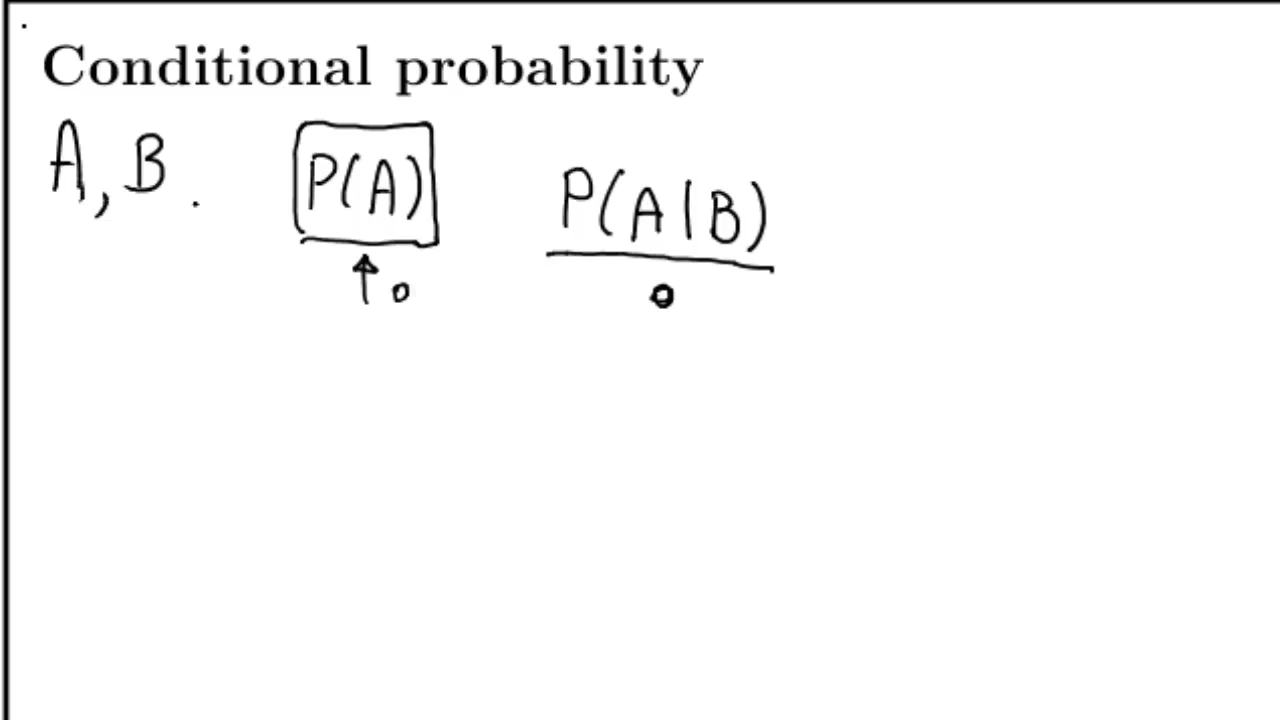 Conditional probability
A, B. P(A) P(A|B)
↑ o o